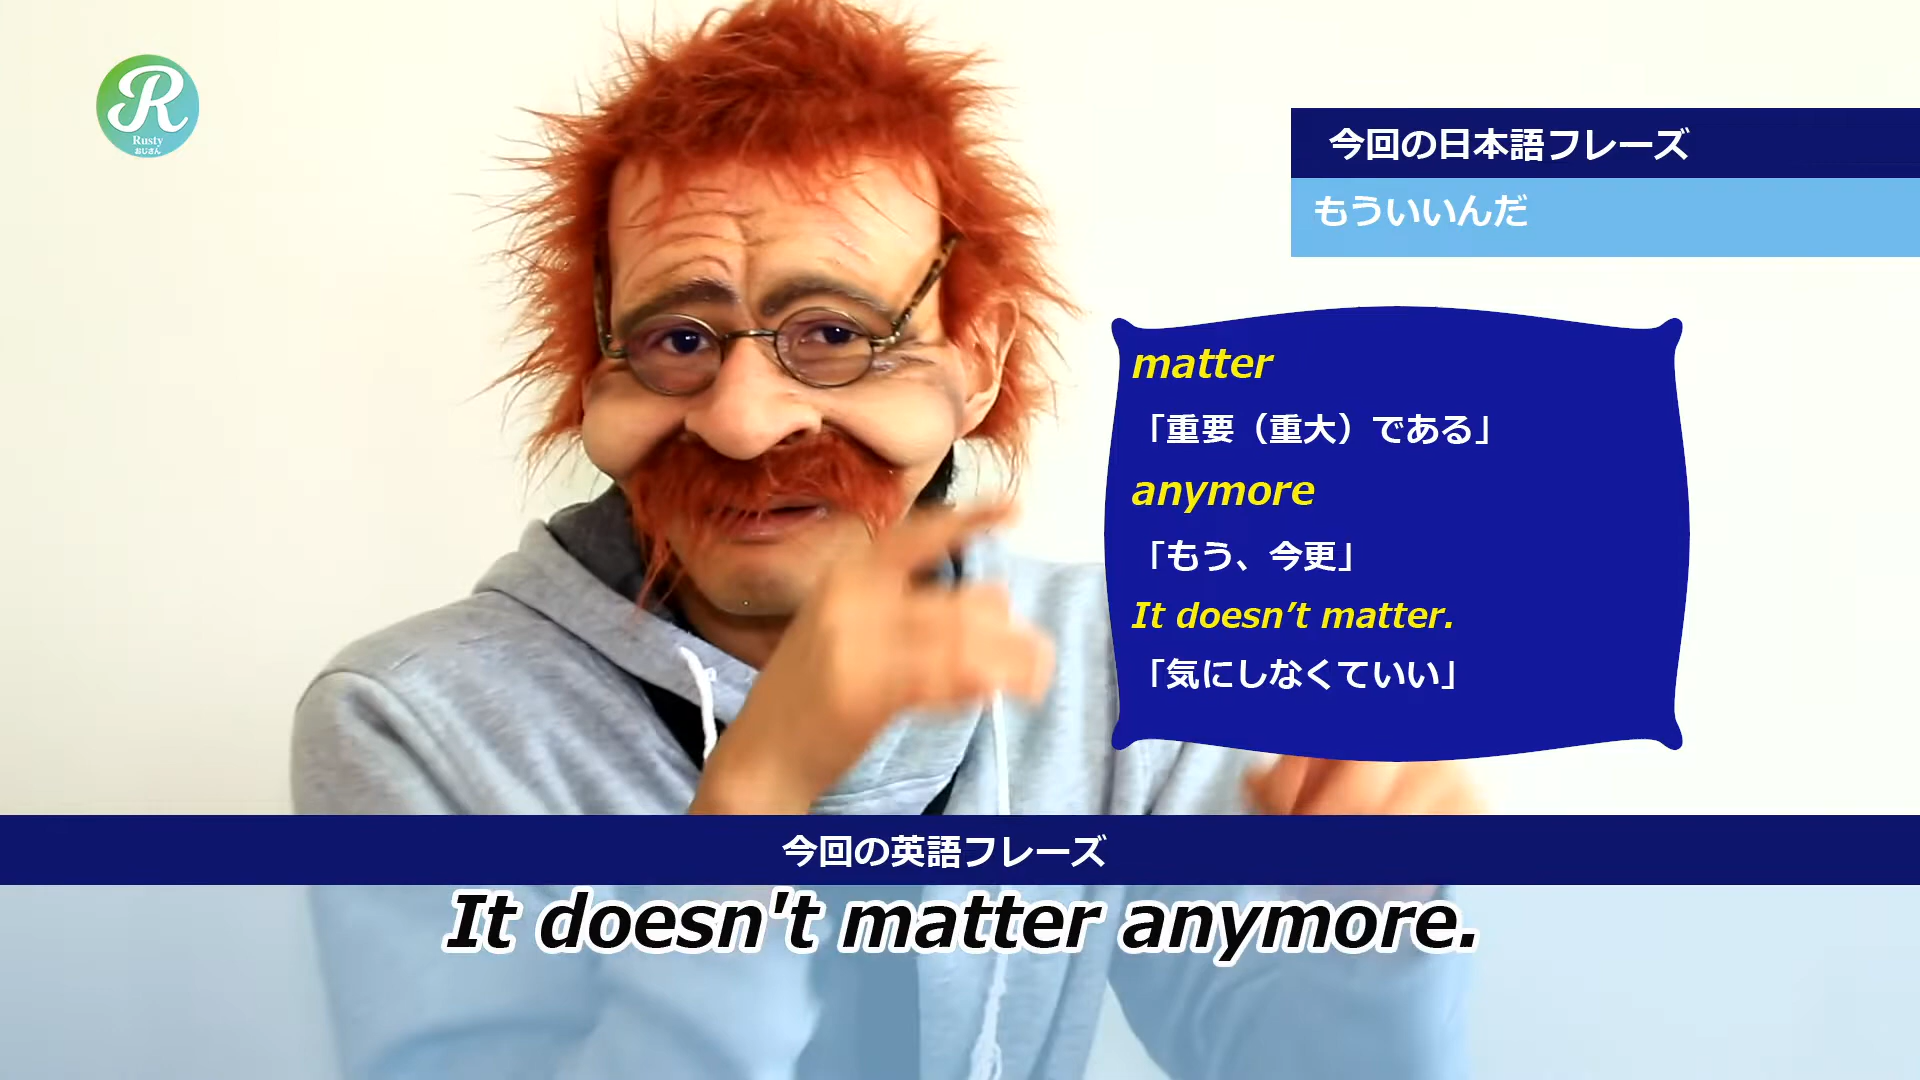 R
Rusty
おじさん
今回の日本語フレーズ
もういいんだ
matter
「重要（重大）である」
anymore
「もう、今更」
It doesn’t matter.
「気にしなくていい」
今回の英語フレーズ
It doesn't matter anymore.